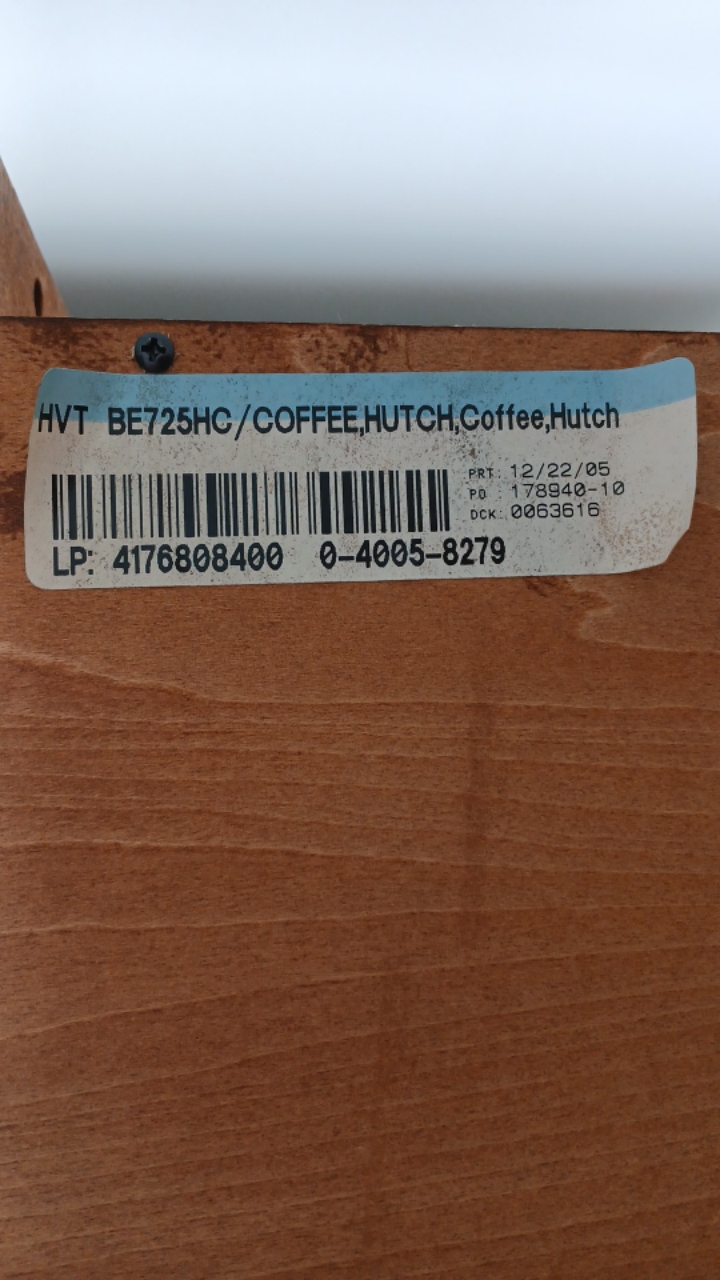 HVT BE725HC/COFFEE,HUTCH,Coffee,Hutch
PRT: 12/22/05
PO : 178940-10
DCK: 0063616
LP: 4176808400 0-4005-8279